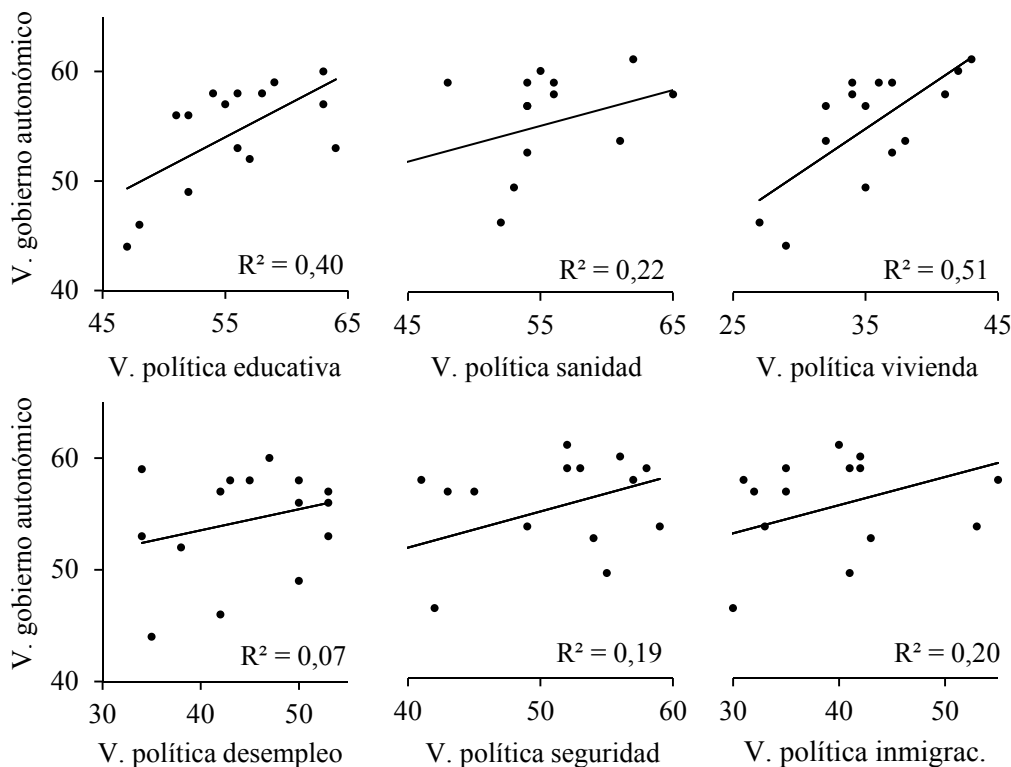 V. gobierno autonómico
60
50
40
R² = 0,40
R² = 0,22
R² = 0,51
45 55 65
45 55 65
25 35 45
V. política educativa
V. política sanidad
V. política vivienda
V. gobierno autonómico
60
50
40
R² = 0,07
R² = 0,19
R² = 0,20
30 40 50
40 50 60
30 40 50
V. política desempleo
V. política seguridad
V. política inmigrac.